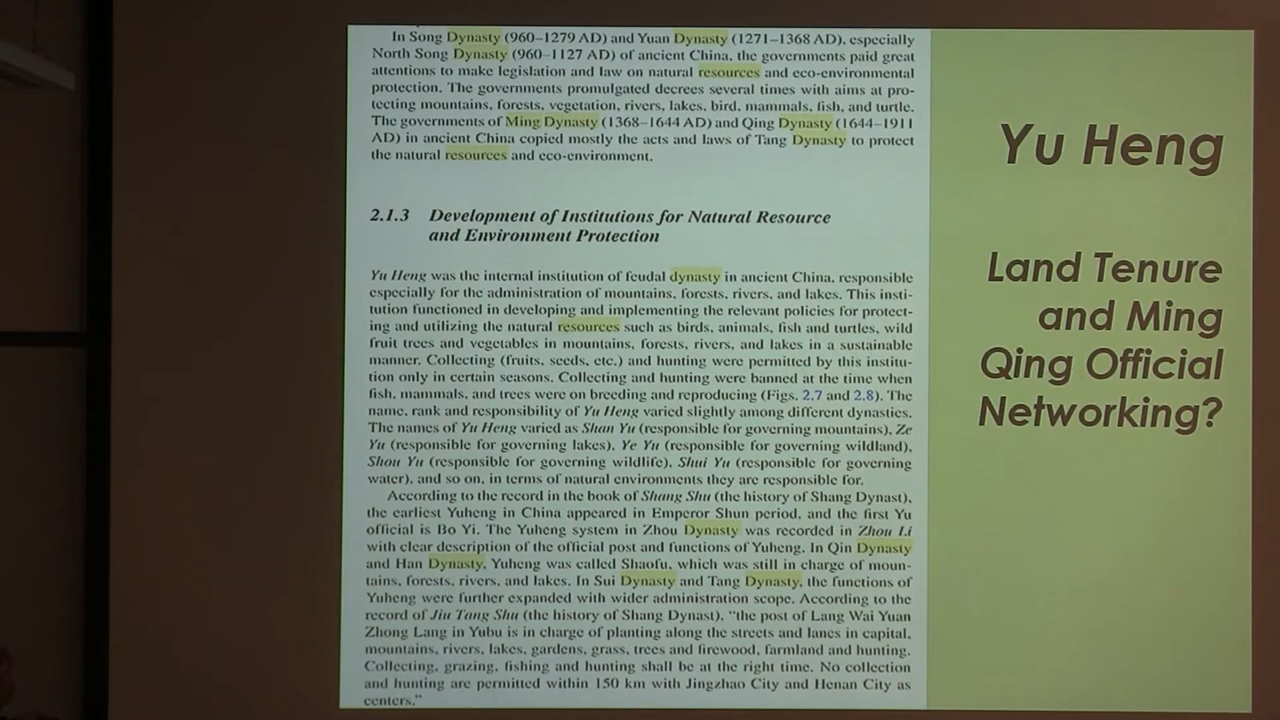 In Song Dynasty (960–1279 AD) and Yuan Dynasty (1271–1368 AD), especially
North Song Dynasty (960–1127 AD) of ancient China, the governments paid great
attentions to make legislation and law on natural resources and eco-environmental
protection. The governments promulgated decrees several times with aims at pro-
tecting mountains, forests, vegetation, rivers, lakes, bird, mammals, fish, and turtle.
The governments of Ming Dynasty (1368–1644 AD) and Qing Dynasty (1644–1911
AD) in ancient China copied mostly the acts and laws of Tang Dynasty to protect
the natural resources and eco-environment.
2.1.3 Development of Institutions for Natural Resource
and Environment Protection
Yu Heng was the internal institution of feudal dynasty in ancient China, responsible
especially for the administration of mountains, forests, rivers, and lakes. This insti-
tution functioned in developing and implementing the relevant policies for protect-
ing and utilizing the natural resources such as birds, animals, fish and turtles, wild
fruit trees and vegetables in mountains, forests, rivers, and lakes in a sustainable
manner. Collecting (fruits, seeds, etc.) and hunting were permitted by this institu-
tion only in certain seasons. Collecting and hunting were banned at the time when
fish, mammals, and trees were on breeding and reproducing (Figs. 2.7 and 2.8). The
name, rank and responsibility of Yu Heng varied slightly among different dynasties.
The names of Yu Heng varied as Shan Yu (responsible for governing mountains), Ze
Yu (responsible for governing lakes), Ye Yu (responsible for governing wildland),
Shou Yu (responsible for governing wildlife), Shui Yu (responsible for governing
water), and so on, in terms of natural environments they are responsible for.
According to the record in the book of Shang Shu (the history of Shang Dynast),
the earliest Yuheng in China appeared in Emperor Shun period, and the first Yu
official is Bo Yi. The Yuheng system in Zhou Dynasty was recorded in Zhou Li
with clear description of the official post and functions of Yuheng. In Qin Dynasty
and Han Dynasty, Yuheng was called Shaofu, which was still in charge of moun-
tains, forests, rivers, and lakes. In Sui Dynasty and Tang Dynasty, the functions of
Yuheng were further expanded with wider administration scope. According to the
record of Jiu Tang Shu (the history of Shang Dynast), "the post of Lang Wai Yuan
Zhong Lang in Yubu is in charge of planting along the streets and lanes in capital,
mountains, rivers, lakes, gardens, grass, trees and firewood, farmland and hunting.
Collecting, grazing, fishing and hunting shall be at the right time. No collection
and hunting are permitted within 150 km with Jingzhao City and Henan City as
centers."
Yu Heng
Land Tenure
and Ming
Qing Official
Networking?